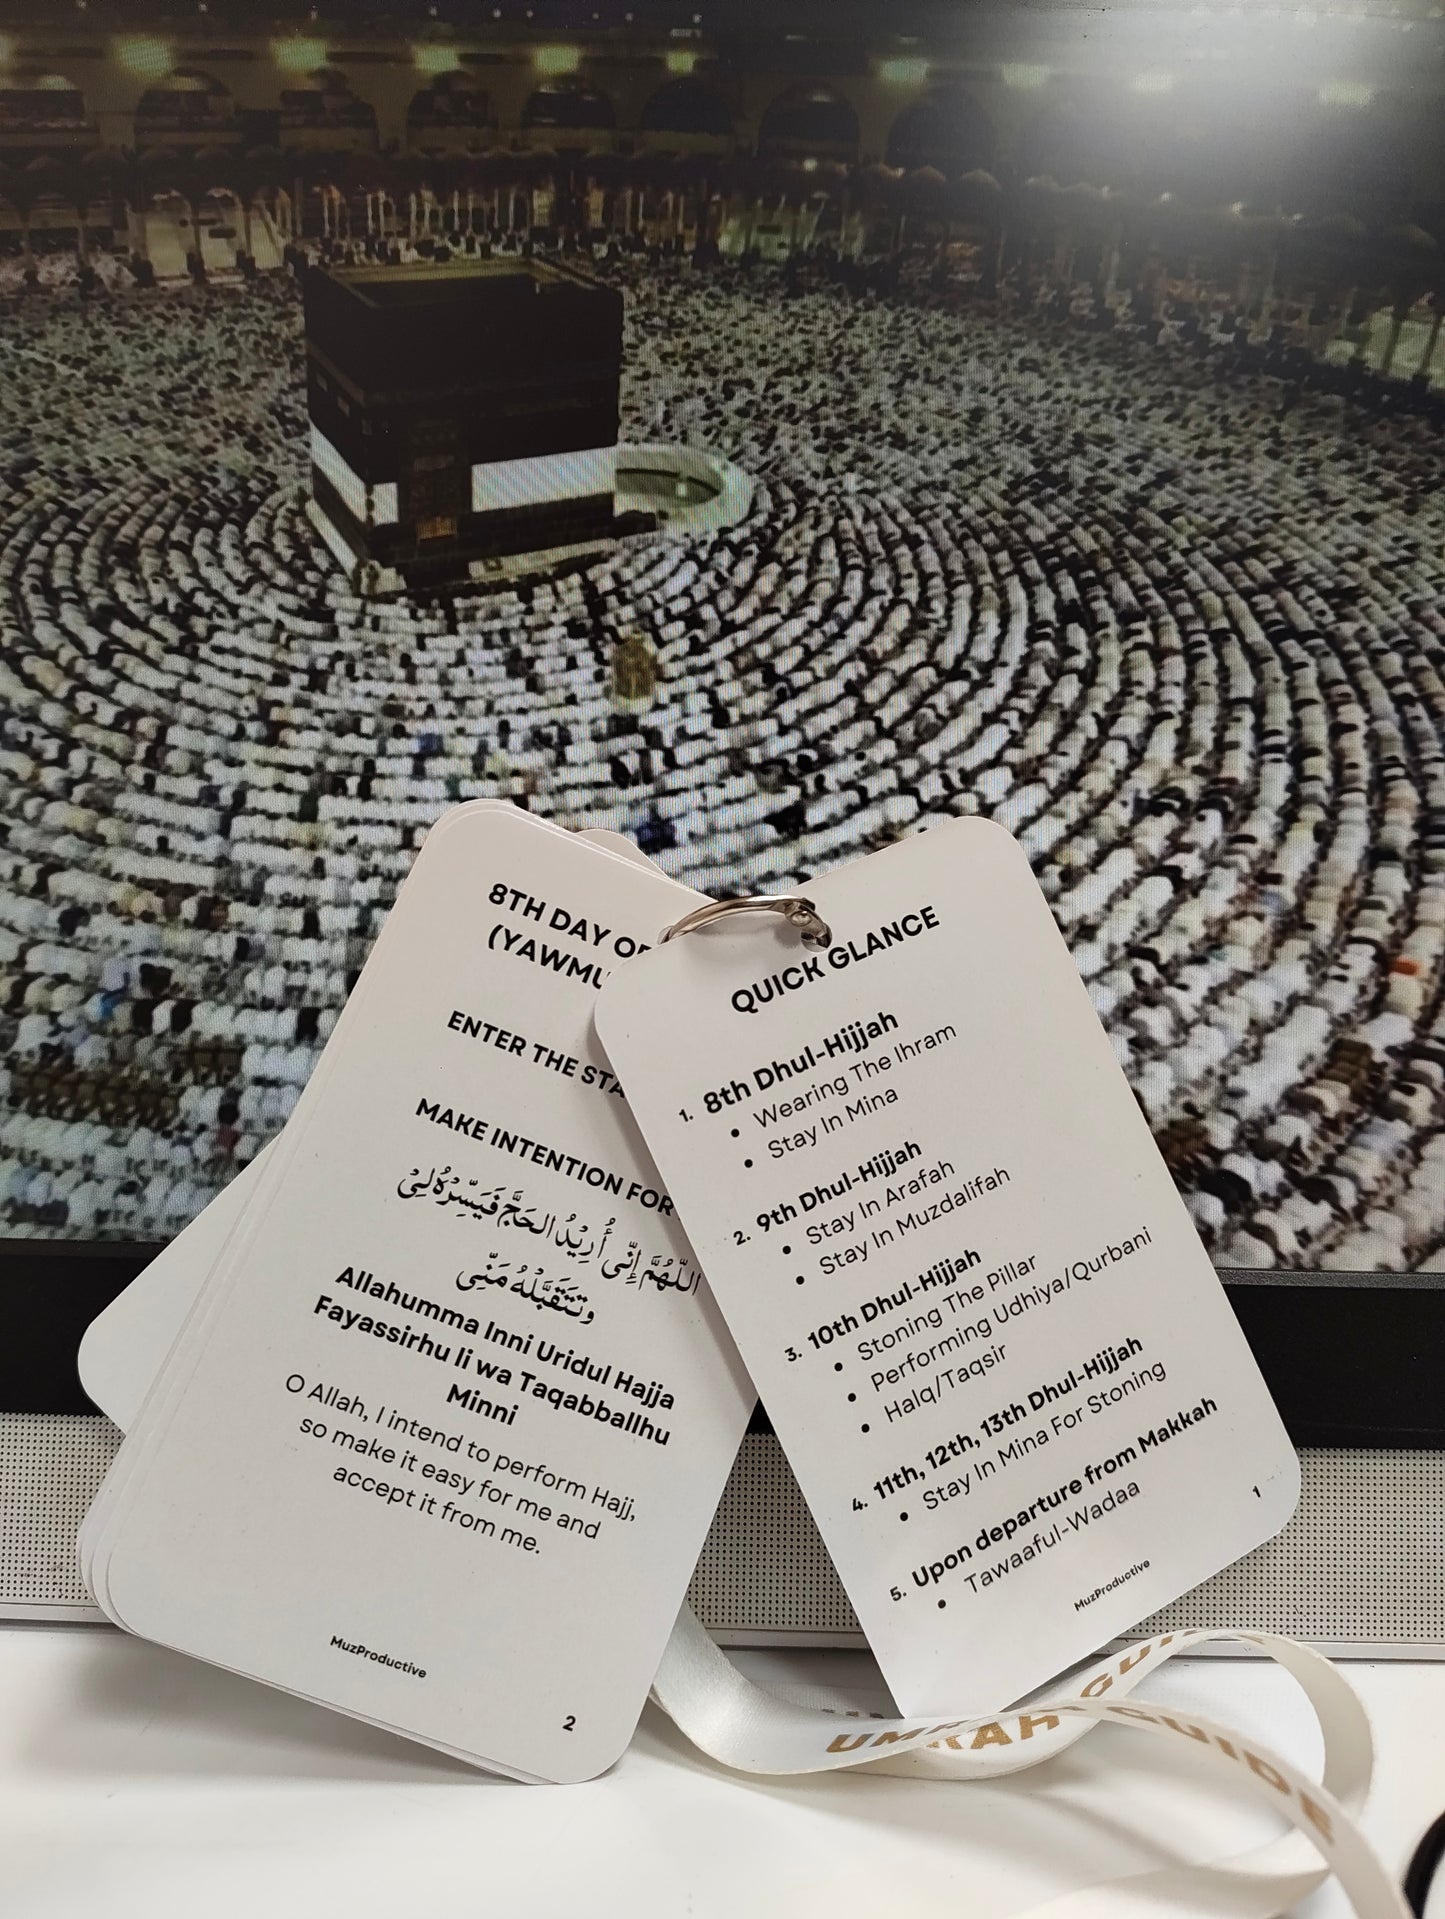 8TH DAY OF
(YAWMU
ENTER THE STA
MAKE INTENTION FOR
اللّهُمَّ إِنِّى أُرِيْدُ الحَجَّ فَيَسِّرْهُ لِيْ
وتَتَقَبَّلْهُ مَنِّى
Allahumma Inni Uridul Hajja
Fayassirhu li wa Taqabballhu
Minni
O Allah, I intend to perform Hajj,
so make it easy for me and
accept it from me.
MuzProductive
2
QUICK GLANCE
1. 8th Dhul-Hijjah
• Wearing The Ihram
• Stay In Mina
2. 9th Dhul-Hijjah
• Stay In Arafah
• Stay In Muzdalifah
3. 10th Dhul-Hijjah
• Stoning The Pillar
• Performing Udhiya/Qurbani
• Halq/Taqsir
4. 11th, 12th, 13th Dhul-Hijjah
• Stay In Mina For Stoning
5. Upon departure from Makkah
• Tawaaful-Wadaa
MuzProductive
1
GUIDE